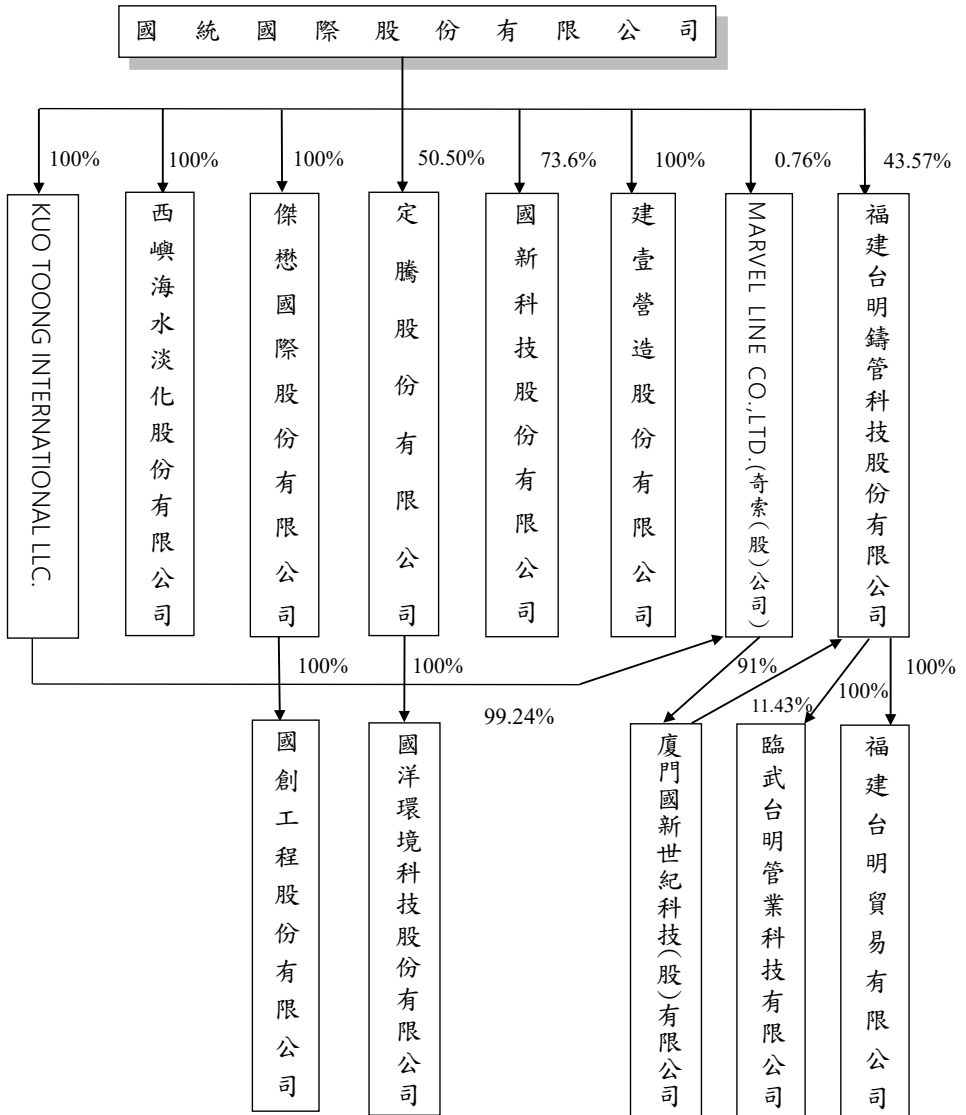 國統國際股份有限公司
100%
100%
100%
50.50%
73.6%
100%
0.76%
43.57%
KUO TOONG INTERNATIONAL LLC.
西嶼海水淡化股份有限公司
傑懋國際股份有限公司
定騰股份有限公司
國新科技股份有限公司
建壹營造股份有限公司
MARVEL LINE CO.,LTD.(奇索(股)公司)
福建台明鑄管科技股份有限公司
100%
100%
99.24%
91%
11.43%
100%
100%
國創工程股份有限公司
國洋環境科技股份有限公司
廈門國新世紀科技(股)有限公司
臨武台明管業科技有限公司
福建台明貿易有限公司